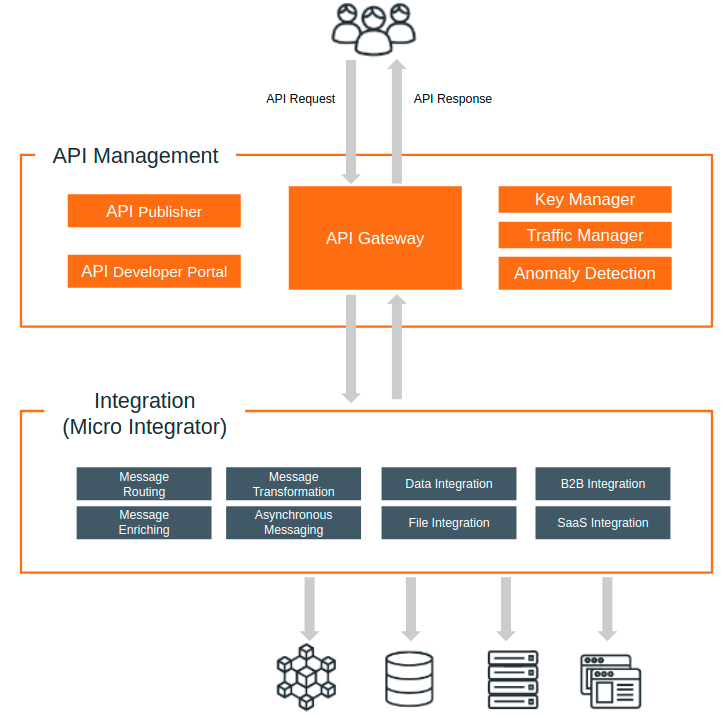 API Request
API Response
API Management
API Publisher
API Developer Portal
API Gateway
Key Manager
Traffic Manager
Anomaly Detection
Integration
(Micro Integrator)
Message
Routing
Message
Transformation
Data Integration
B2B Integration
Message
Enriching
Asynchronous
Messaging
File Integration
SaaS Integration